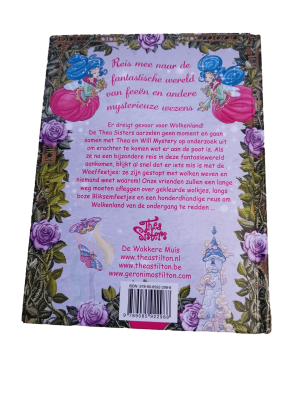 Reis mee naar de
fantastische wereld
van feeën en andere
mysterieuze wezens
Er dreigt gevaar voor Wolkenland!
De Thea Sisters aarzelen geen moment en gaan
samen met Thea en Will Mystery op onderzoek uit
om erachter te komen wat er aan de poot is. Als
ze na een bijzondere reis in deze fantasiewereld
aankomen, blijkt al snel dat er iets mis is met de
Weeffeetjes: ze zijn gestopt met wolken weven en
niemand weet waarom! Onze vrienden zullen een lange
weg moeten afleggen over gekleurde wolkjes, langs
boze Bliksemfeetjes en een honderdhandige reus om
Wolkenland van de ondergang te redden ...
Thea
Sisters
De Wakkere Muis
www.theastilton.nl
www.theastilton.be
www.geronimostilton.com
ISBN